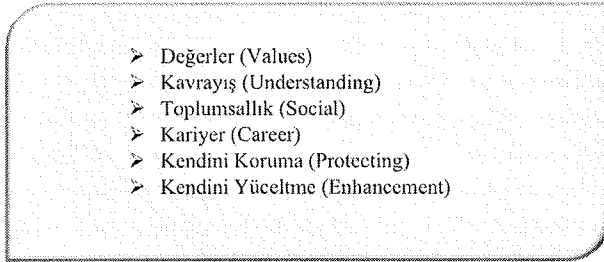 ➢ Değerler (Values)
➢ Kavrayış (Understanding)
➢ Toplumsallık (Social)
➢ Kariyer (Career)
➢ Kendini Koruma (Protecting)
➢ Kendini Yüceltme (Enhancement)